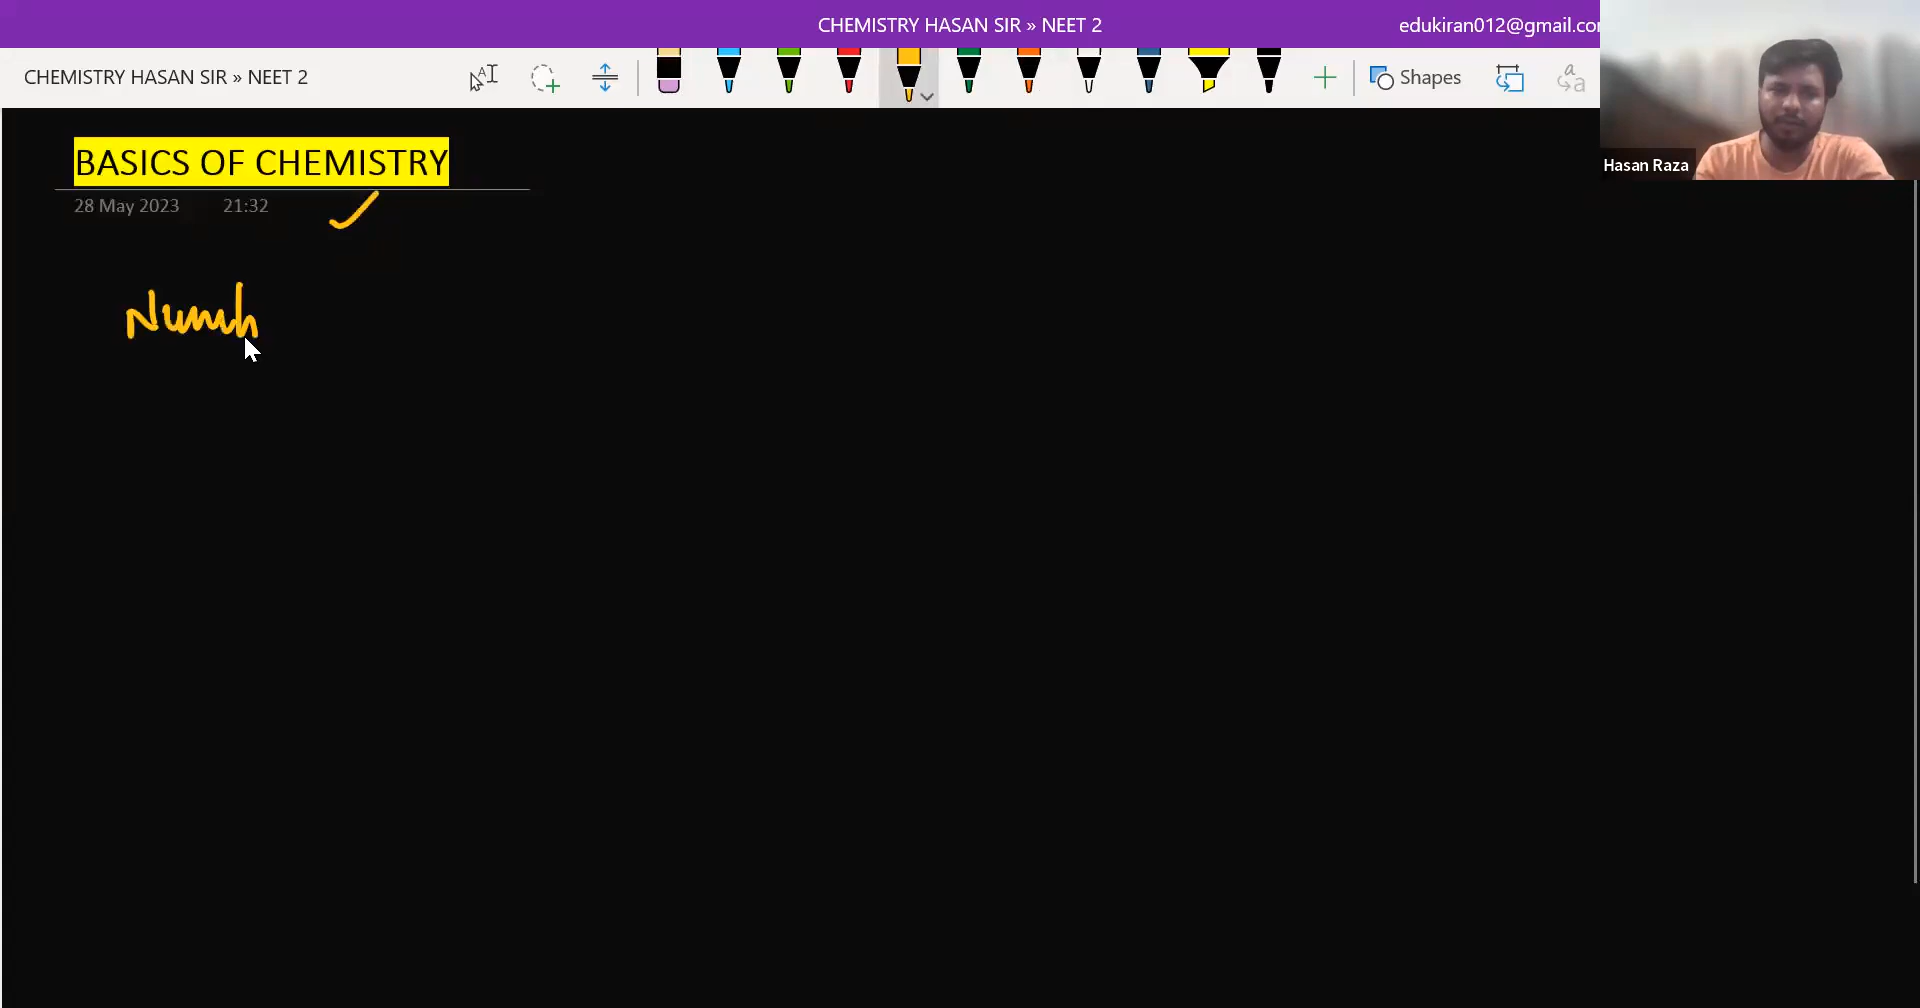 CHEMISTRY HASAN SIR » NEET 2
edukiran012@gmail.co
CHEMISTRY HASAN SIR » NEET 2
Shapes
Hasan Raza
BASICS OF CHEMISTRY
28 May 2023 21:32